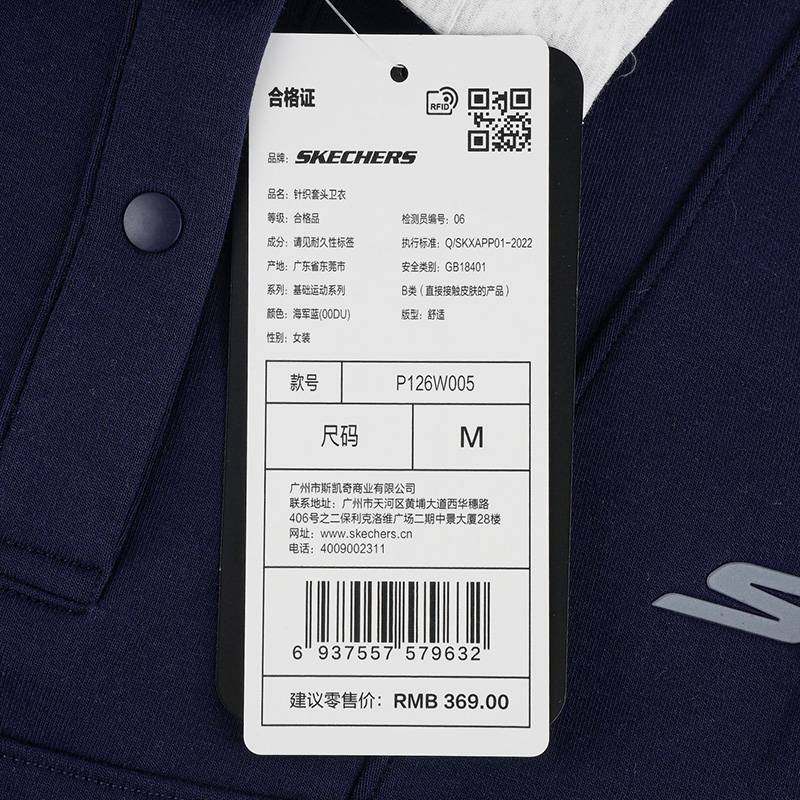 合格证
RFID
品牌：SKECHERS
品名：针织套头卫衣
等级：合格品 检测员编号：06
成分：请见耐久性标签 执行标准：Q/SKXAPP01-2022
产地：广东省东莞市 安全类别：GB18401
系列：基础运动系列 B类（直接接触皮肤的产品）
颜色：海军蓝(00DU) 版型：舒适
性别：女装
款号 P126W005
尺码 M
广州市斯凯奇商业有限公司
联系地址：广州市天河区黄埔大道西华穗路
406号之二保利克洛维广场二期中景大厦28楼
网址：www.skechers.cn
电话：4009002311
6 937557 579632
建议零售价：RMB 369.00